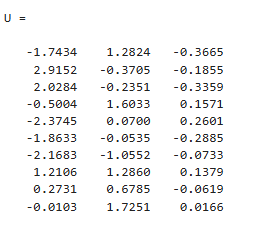 U =
-1.7434 1.2824 -0.3665
2.9152 -0.3705 -0.1855
2.0284 -0.2351 -0.3359
-0.5004 1.6033 0.1571
-2.3745 0.0700 0.2601
-1.8633 -0.0535 -0.2885
-2.1683 -1.0552 -0.0733
1.2106 1.2860 0.1379
0.2731 0.6785 -0.0619
-0.0103 1.7251 0.0166